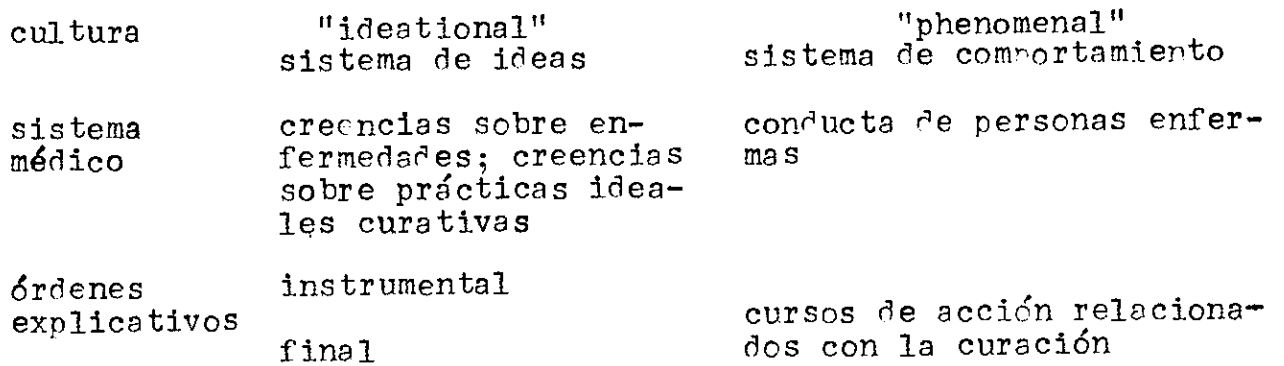 cultura "ideational" "phenomenal"
sistema de ideas sistema de comportamiento
sistema creencias sobre en- conducta de personas enfer-
médico fermedades; creencias mas
sobre prácticas idea-
les curativas
órdenes instrumental
explicativos cursos de acción relaciona-
final dos con la curación